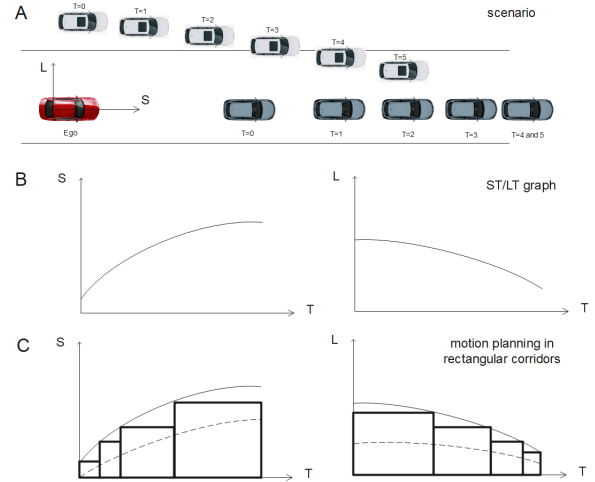 A
scenario
T=0
T=1
T=2
T=3
T=4
T=5
L
S
Ego
T=0
T=1
T=2
T=3
T=4 and 5
B
S
T
L
T
ST/LT graph
C
S
T
L
T
motion planning in
rectangular corridors